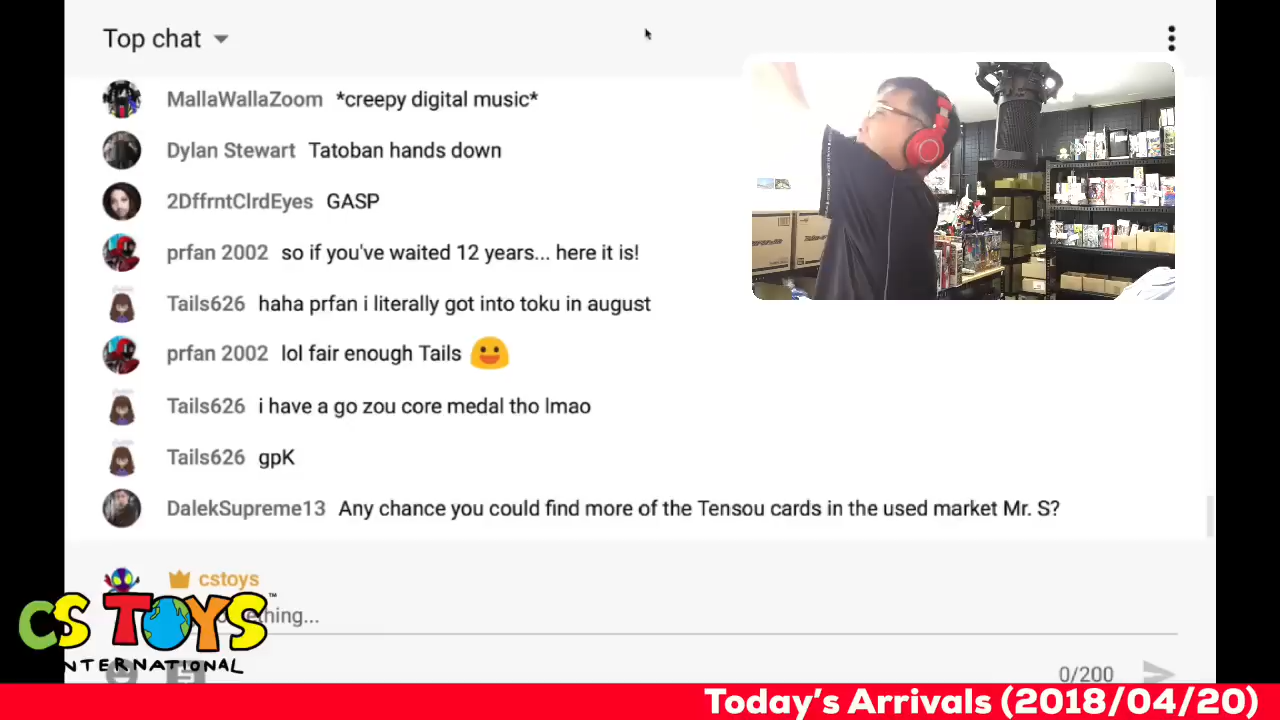 Top chat
MallaWallaZoom *creepy digital music*
Dylan Stewart Tatoban hands down
2DffrntClrdEyes GASP
prfan 2002 so if you've waited 12 years... here it is!
Tails626 haha prfan i literally got into toku in august
prfan 2002 lol fair enough Tails
Tails626 i have a go zou core medal tho lmao
Tails626 gpK
DalekSupreme13 Any chance you could find more of the Tensou cards in the used market Mr. S?
cstoys
CS TOYS™
INTERNATIONAL
0/200
Today's Arrivals (2018/04/20)